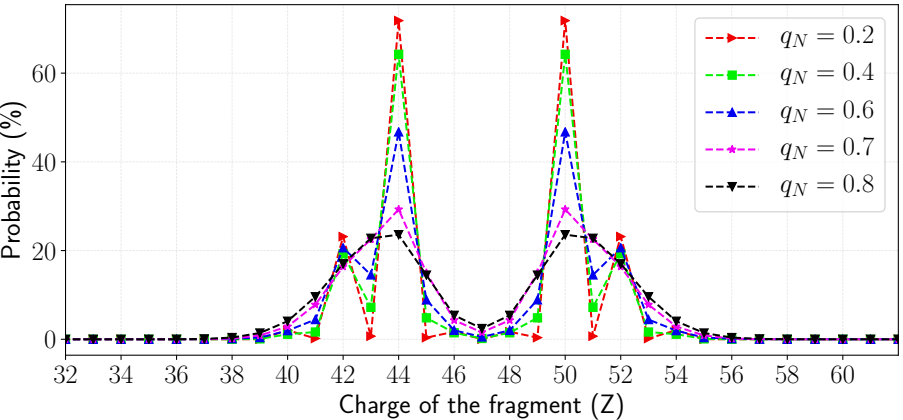 60
40
20
0
Probability (%)
q_N = 0.2
q_N = 0.4
q_N = 0.6
q_N = 0.7
q_N = 0.8
32 34 36 38 40 42 44 46 48 50 52 54 56 58 60
Charge of the fragment (Z)